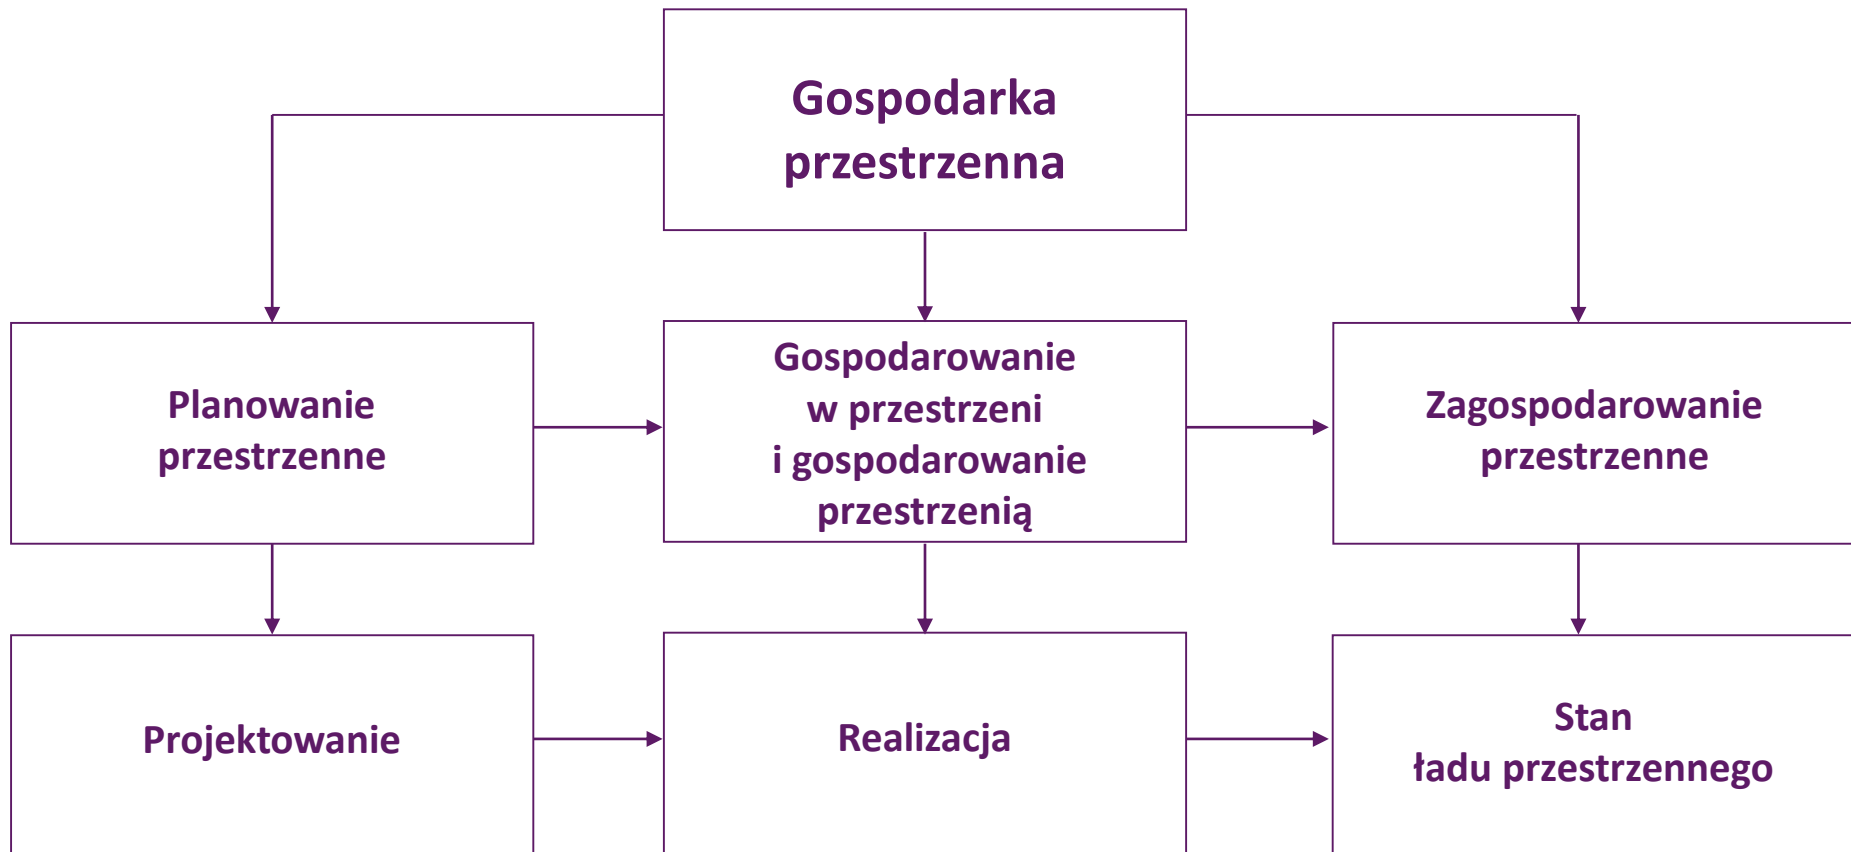 Gospodarka
przestrzenna
Planowanie
przestrzenne
Gospodarowanie
w przestrzeni
i gospodarowanie
przestrzenią
Zagospodarowanie
przestrzenne
Projektowanie
Realizacja
Stan
ładu przestrzennego